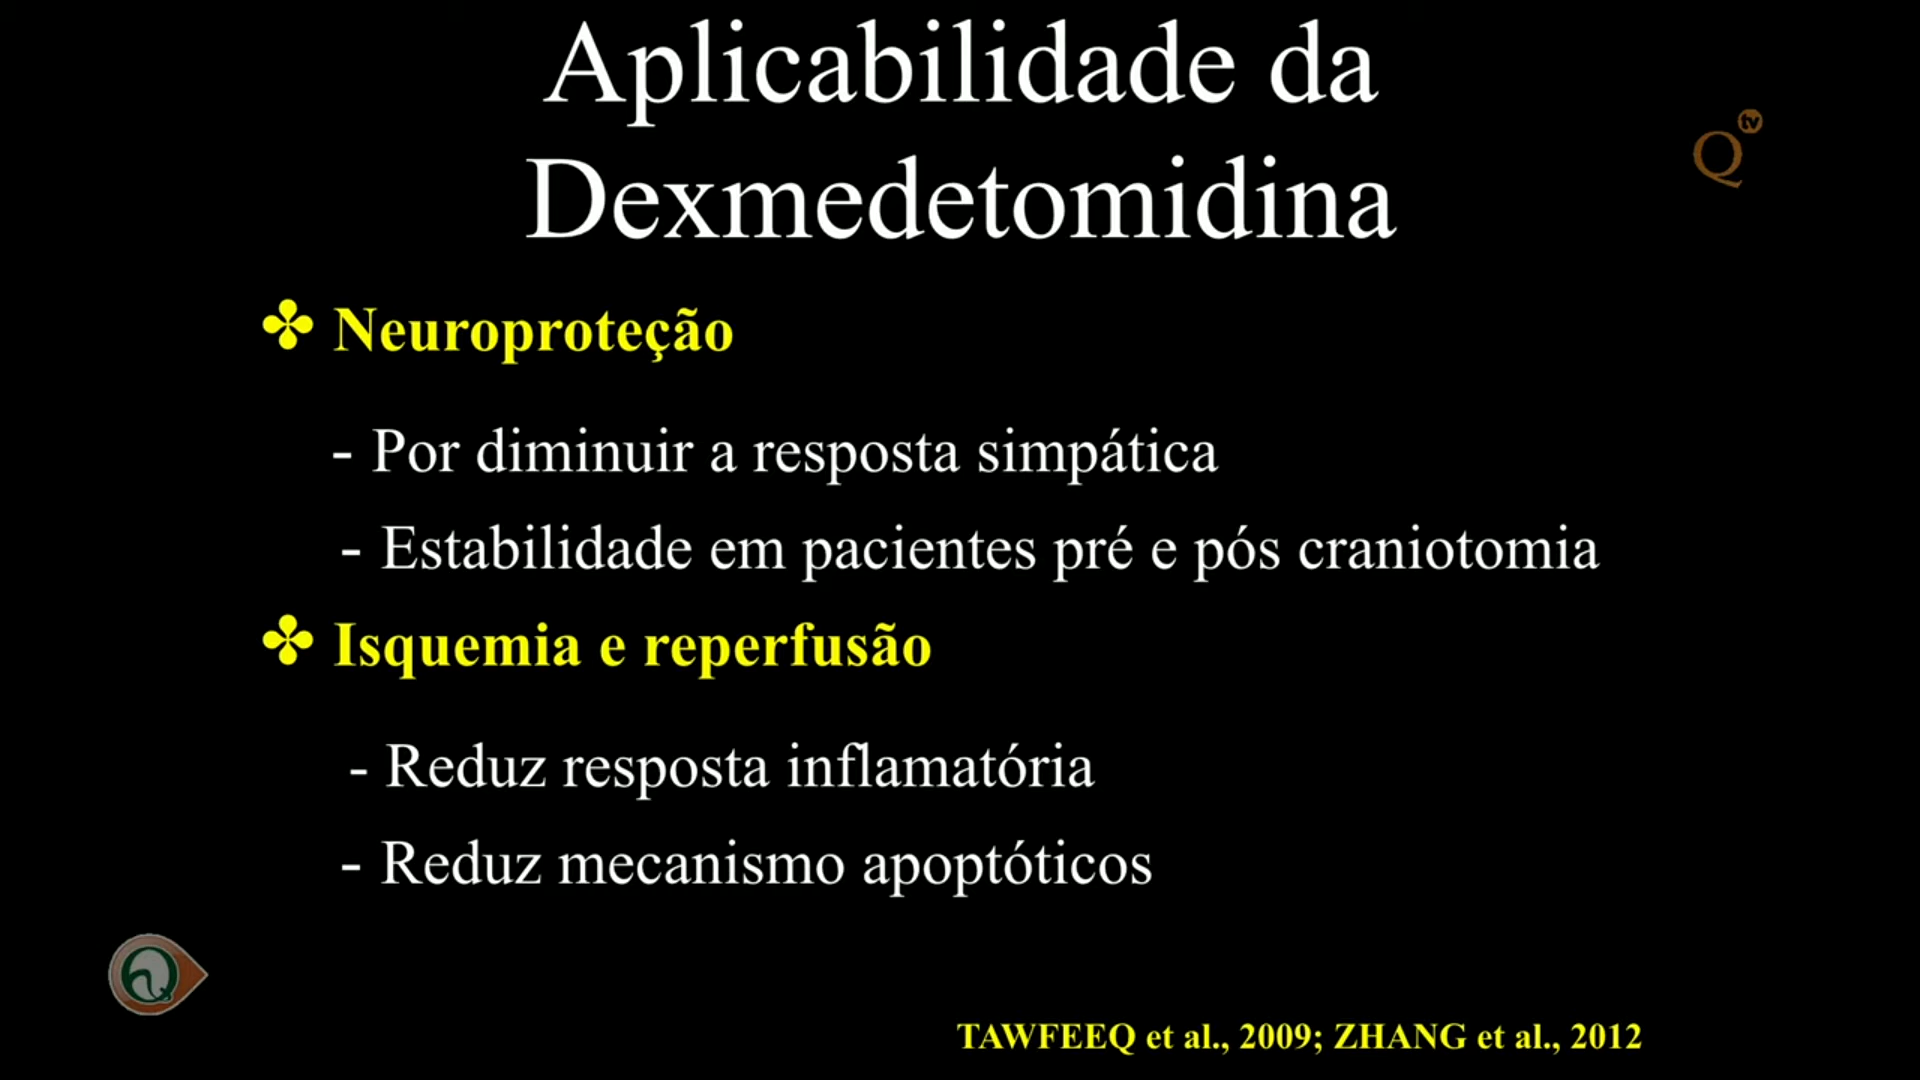 Aplicabilidade da
Dexmedetomidina
Q tv
✤ Neuroproteção
- Por diminuir a resposta simpática
- Estabilidade em pacientes pré e pós craniotomia
✤ Isquemia e reperfusão
- Reduz resposta inflamatória
- Reduz mecanismo apoptóticos
TAWFEEQ et al., 2009; ZHANG et al., 2012